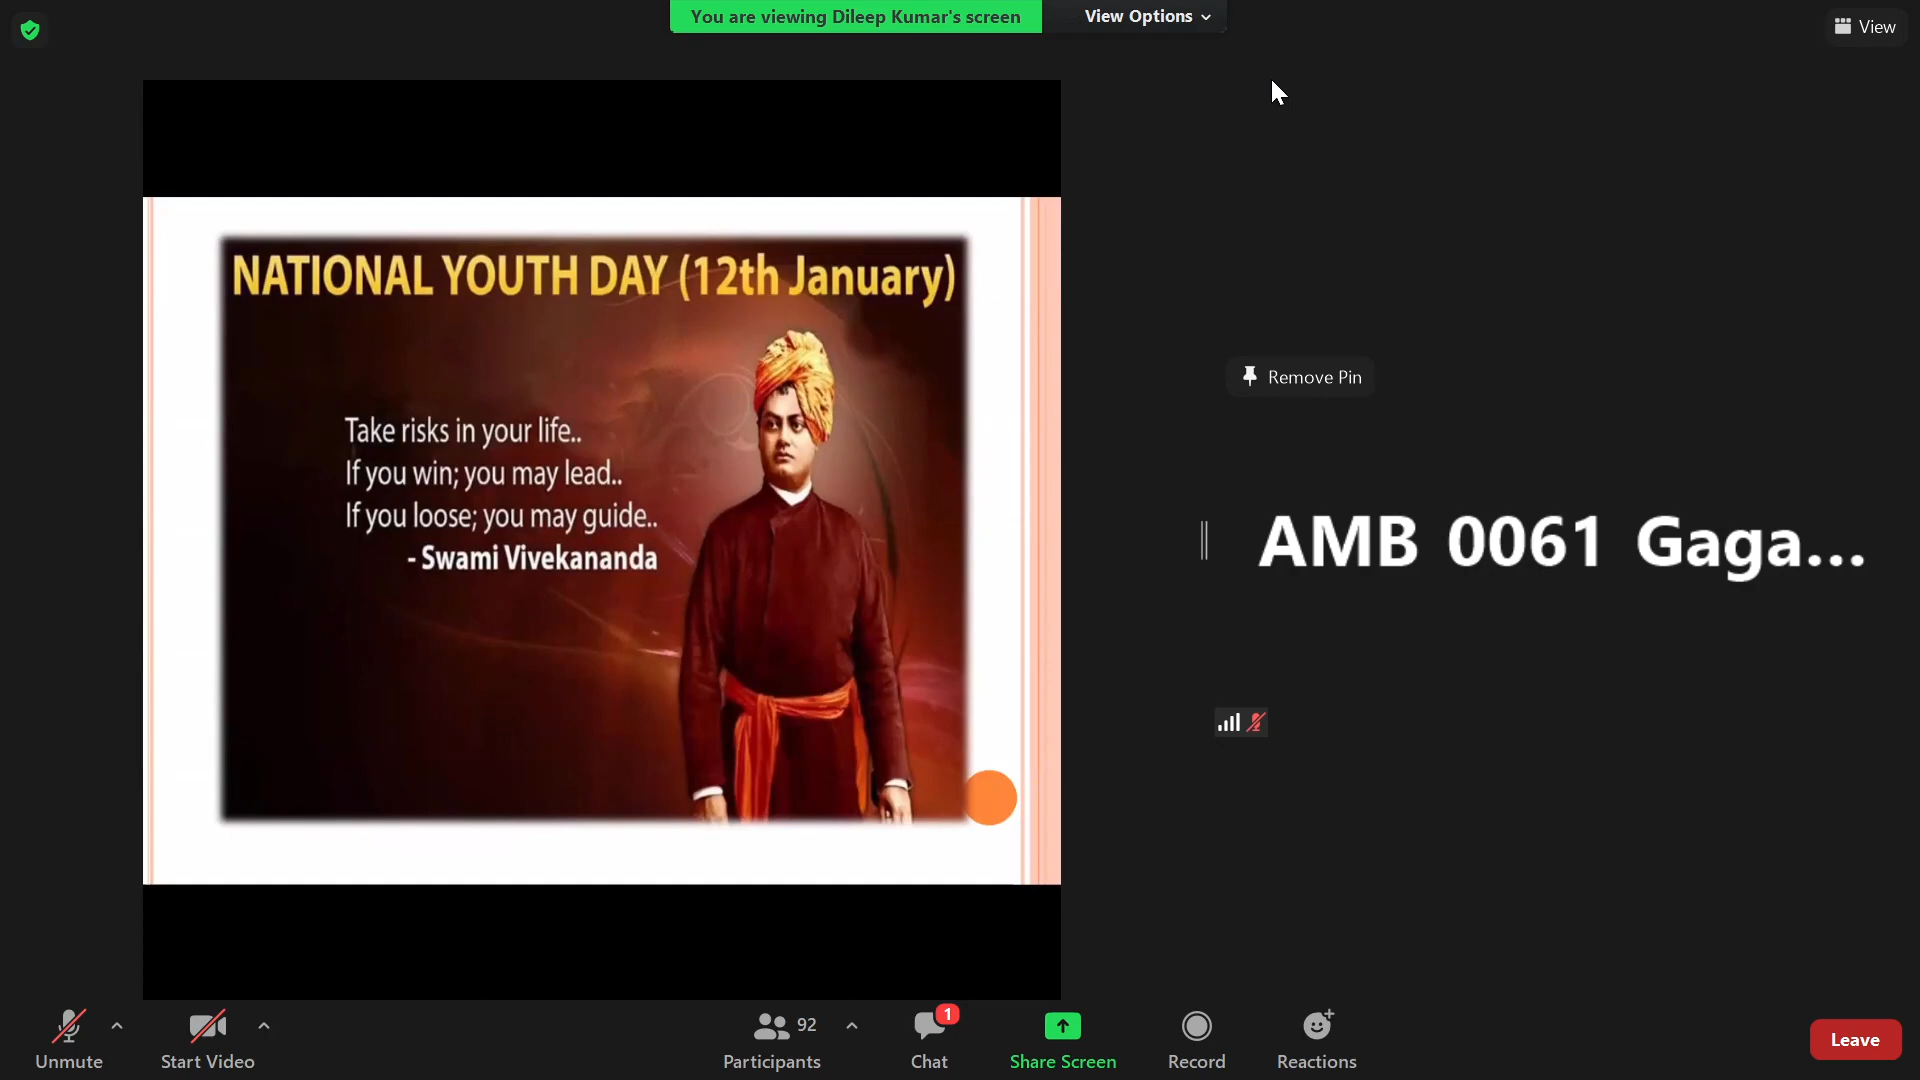 You are viewing Dileep Kumar's screen
View Options
View
NATIONAL YOUTH DAY (12th January)
Take risks in your life..
If you win; you may lead..
If you loose; you may guide..
- Swami Vivekananda
Remove Pin
AMB 0061 Gaga...
Unmute
Start Video
92
Participants
1
Chat
Share Screen
Record
Reactions
Leave